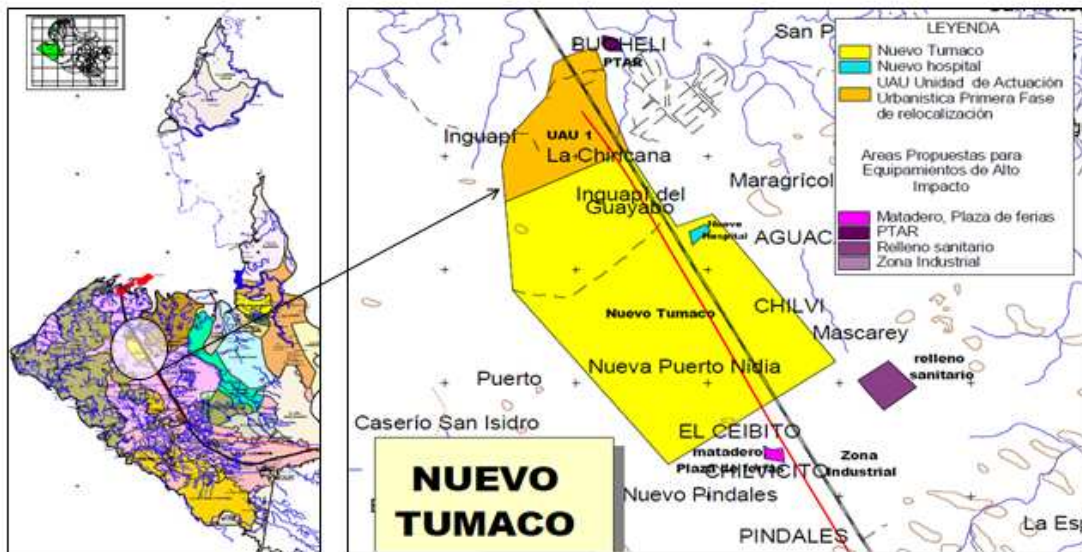 BUCHELI
PTAR
San P
Inguapí
UAU 1
La Chiricana
Inguapí del
Guayabo
Nuevo
Hospital
Maragrícol
AGUAC
Nuevo Tumaco
CHILVI
Mascarey
Nueva Puerto Nidia
relleno
sanitario
Puerto
Caserío San Isidro
EL CEIBITO
matadero
Plaza de ferias
CHILVICITO
Zona
Industrial
Nuevo Pindales
La Esp
PINDALES
NUEVO
TUMACO
LEYENDA
Nuevo Tumaco
Nuevo hospital
UAU Unidad de Actuación
Urbanistica Primera Fase
de relocalización
Areas Propuestas para
Equipamientos de Alto
Impacto
Matadero, Plaza de ferias
PTAR
Relleno sanitario
Zona Industrial